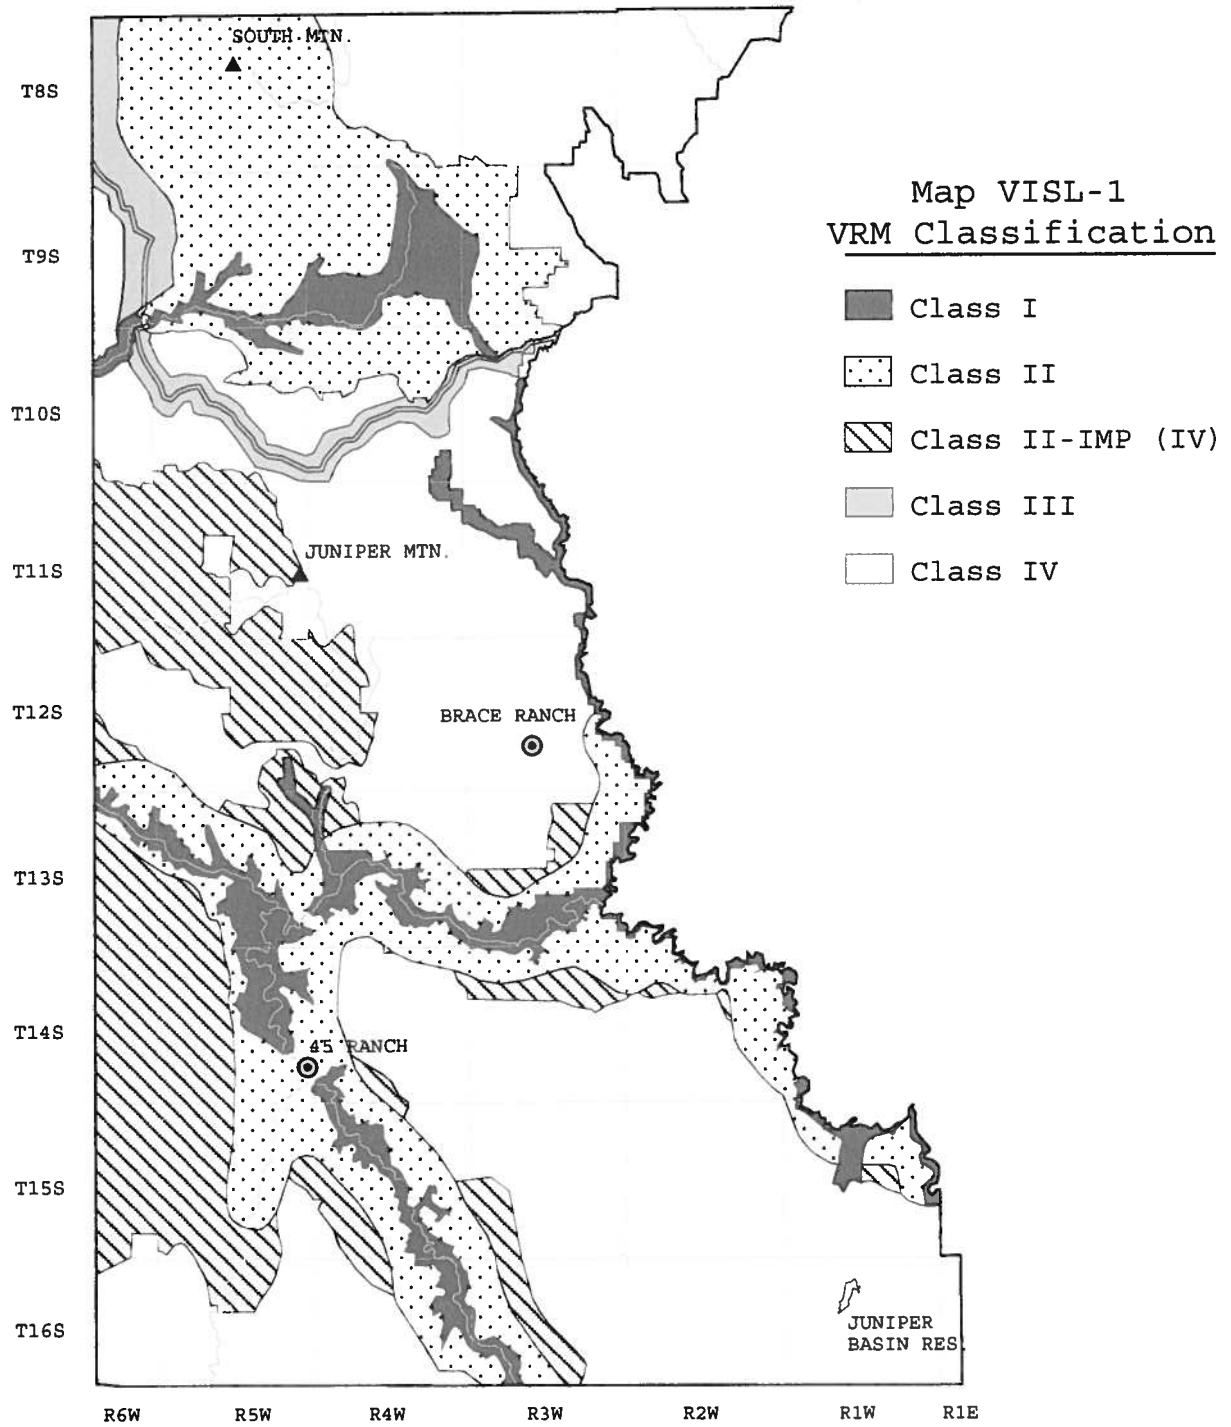 SOUTH MTN.
T8S
Map VISL-1
VRM Classification
T9S
Class I
Class II
T10S
Class II-IMP (IV)
Class III
JUNIPER MTN.
T11S
Class IV
T12S
BRACE RANCH
T13S
T14S
45 RANCH
T15S
JUNIPER
BASIN RES
T16S
R6W R5W R4W R3W R2W R1W R1E